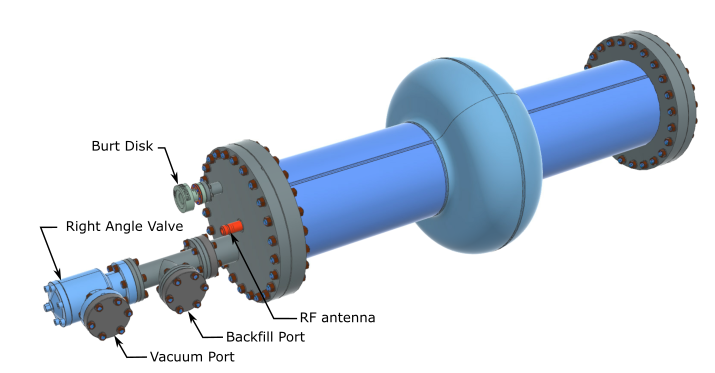 Burt Disk
Right Angle Valve
RF antenna
Backfill Port
Vacuum Port